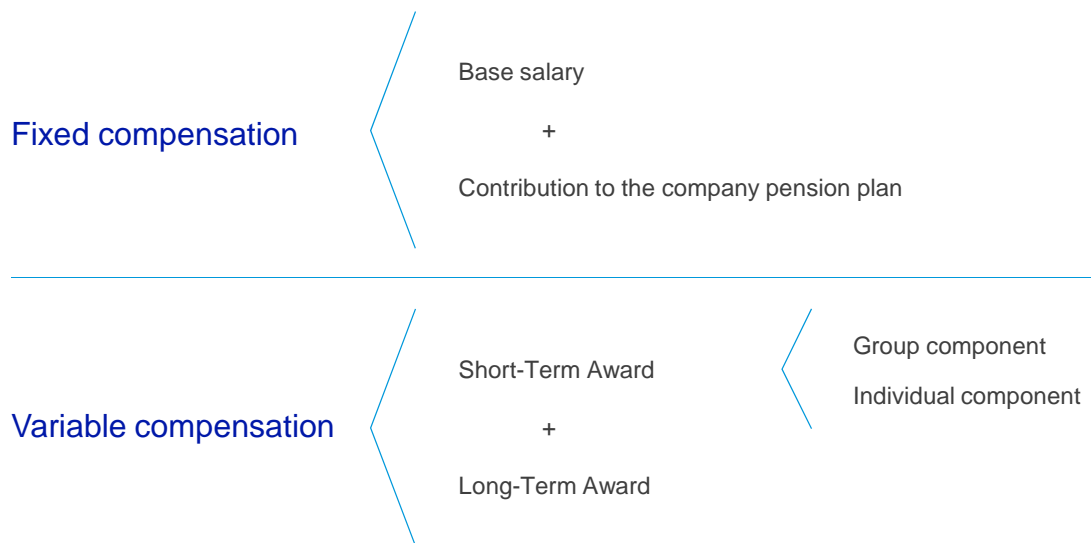 Fixed compensation
Base salary
+
Contribution to the company pension plan
Variable compensation
Short-Term Award
+
Long-Term Award
Group component
Individual component